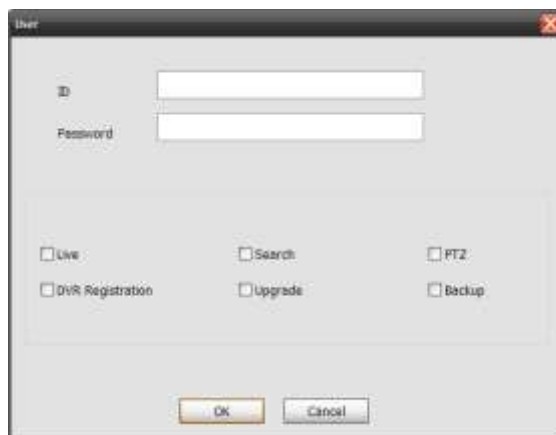 User
ID
Password
Live Search PTZ
DVR Registration Upgrade Backup
OK Cancel